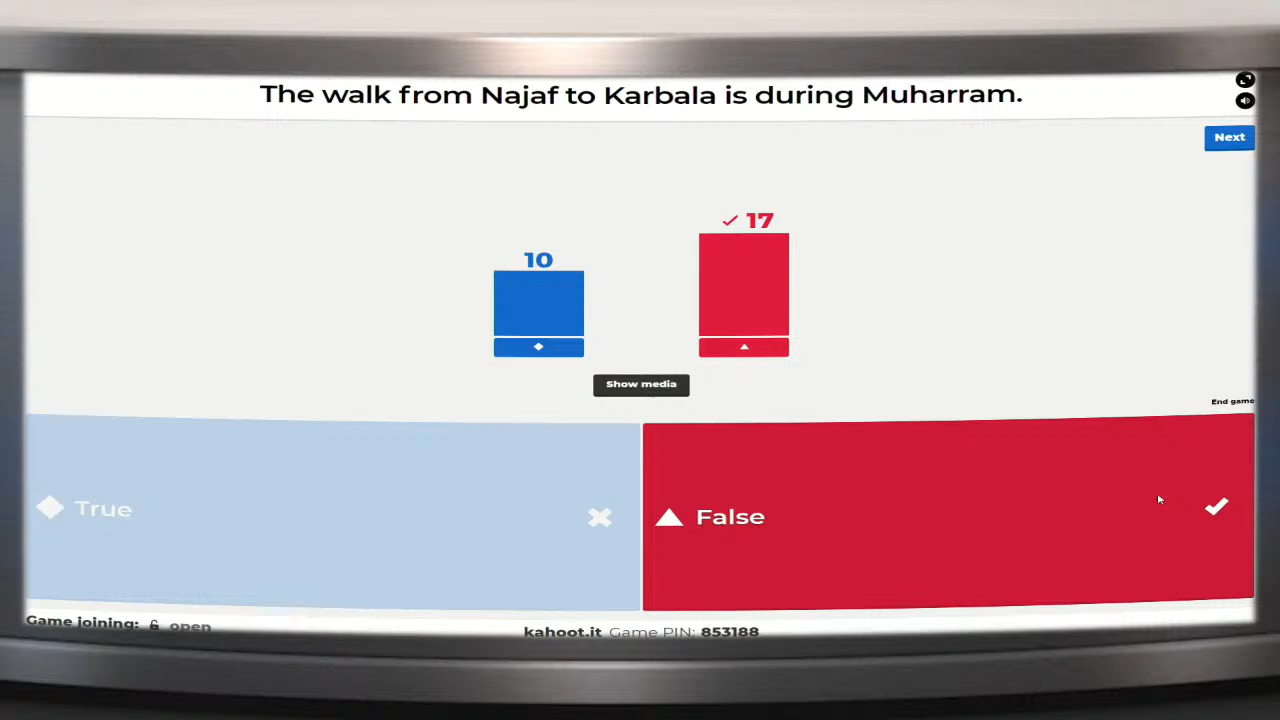 The walk from Najaf to Karbala is during Muharram.
Next
10
17
Show media
End game
True
False
Game joining: open
kahoot.it Game PIN: 853188